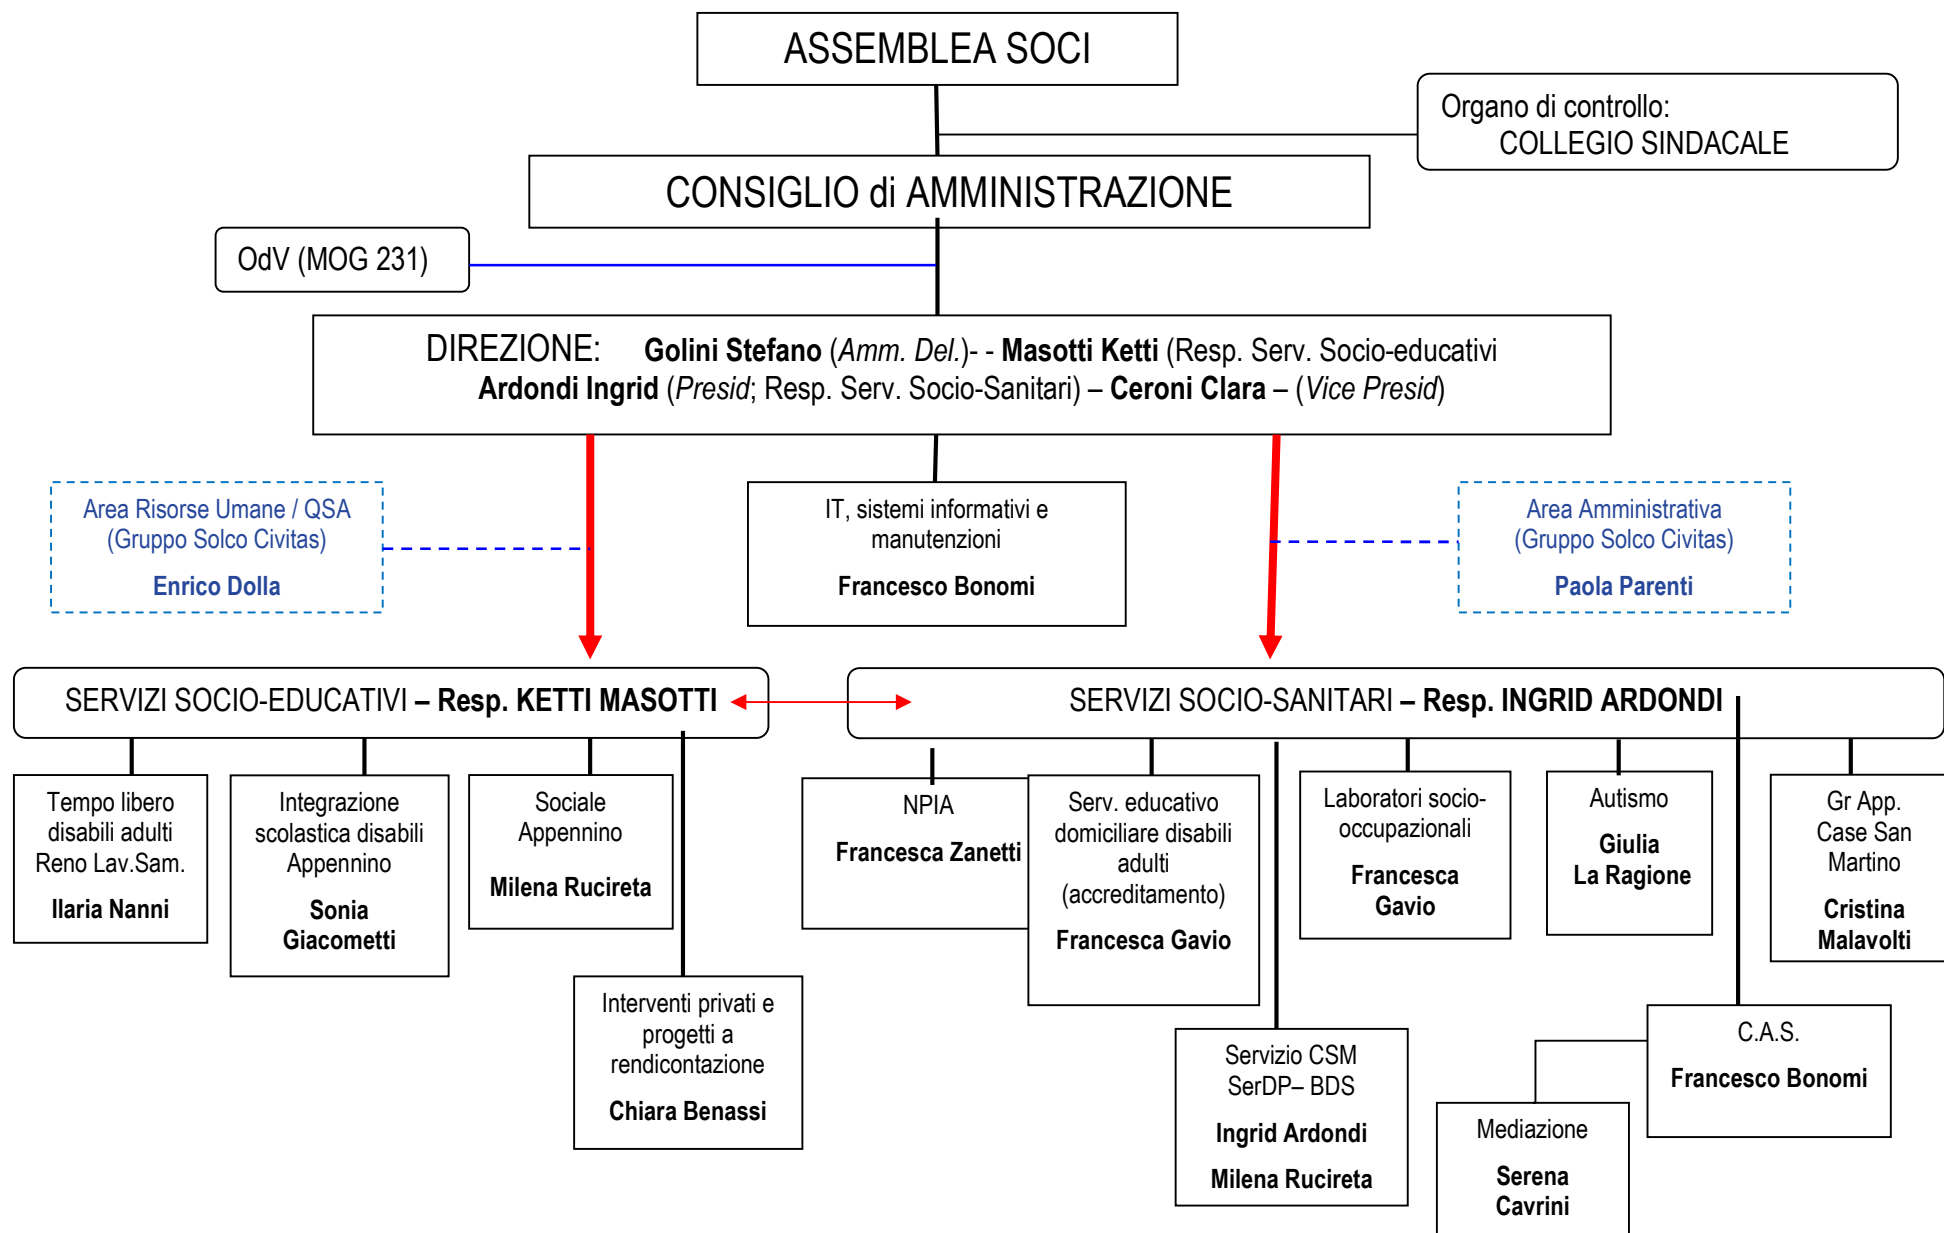 ASSEMBLEA SOCI
Organo di controllo:
COLLEGIO SINDACALE
CONSIGLIO di AMMINISTRAZIONE
OdV (MOG 231)
DIREZIONE: Golini Stefano (Amm. Del.)- - Masotti Ketti (Resp. Serv. Socio-educativi
Ardondi Ingrid (Presid; Resp. Serv. Socio-Sanitari) – Ceroni Clara – (Vice Presid)
Area Risorse Umane / QSA
(Gruppo Solco Civitas)
Enrico Dolla
IT, sistemi informativi e
manutenzioni
Francesco Bonomi
Area Amministrativa
(Gruppo Solco Civitas)
Paola Parenti
SERVIZI SOCIO-EDUCATIVI – Resp. KETTI MASOTTI
SERVIZI SOCIO-SANITARI – Resp. INGRID ARDONDI
Tempo libero
disabili adulti
Reno Lav.Sam.
Ilaria Nanni
Integrazione
scolastica disabili
Appennino
Sonia
Giacometti
Sociale
Appennino
Milena Rucireta
Interventi privati e
progetti a
rendicontazione
Chiara Benassi
NPIA
Francesca Zanetti
Serv. educativo
domiciliare disabili
adulti
(accreditamento)
Francesca Gavio
Servizio CSM
SerDP– BDS
Ingrid Ardondi
Milena Rucireta
Laboratori socio-
occupazionali
Francesca
Gavio
Autismo
Giulia
La Ragione
Gr App.
Case San
Martino
Cristina
Malavolti
C.A.S.
Francesco Bonomi
Mediazione
Serena
Cavrini